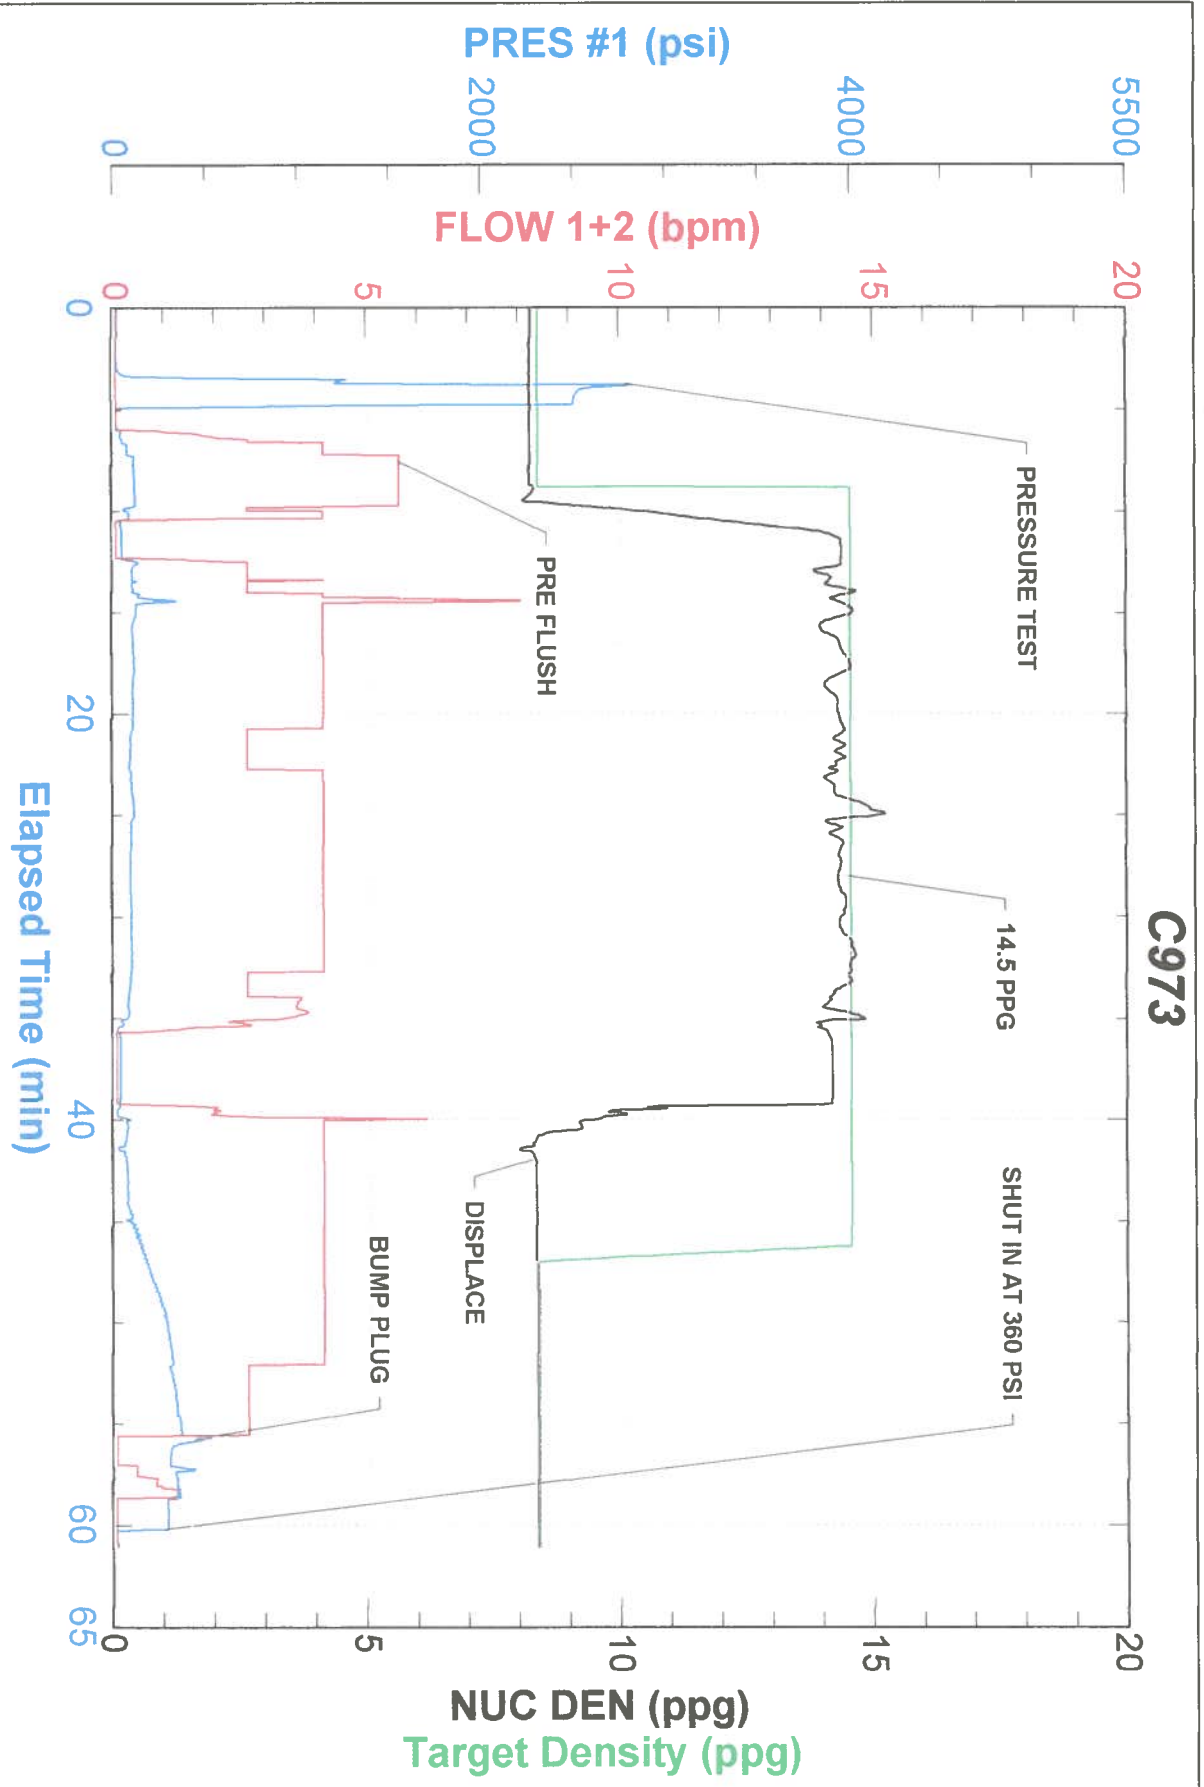 C973
PRES #1 (psi)
5500
4000
2000
0
FLOW 1+2 (bpm)
20
15
10
5
0
PRESSURE TEST
PRE FLUSH
14.5 PPG
DISPLACE
BUMP PLUG
SHUT IN AT 360 PSI
20
15
10
5
0
NUC DEN (ppg)
Target Density (ppg)
0
20
40
60
65
Elapsed Time (min)